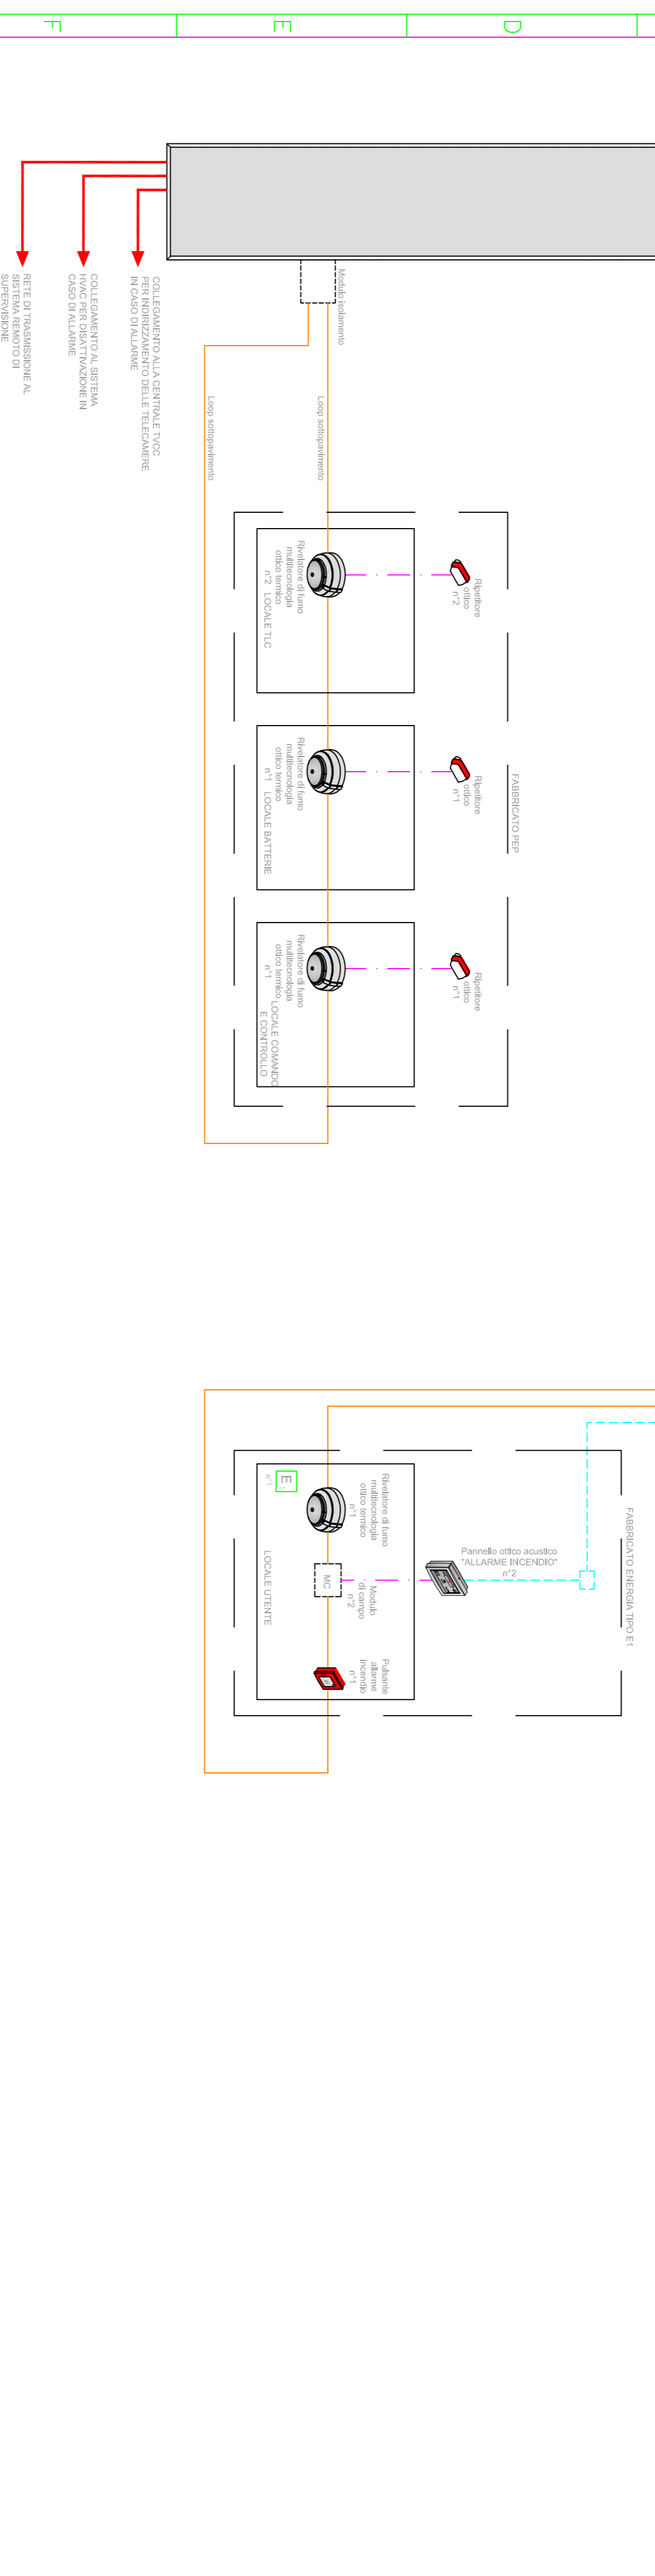 F
E
D
Modulo isolamento
COLLEGAMENTO ALLA CENTRALE TVCC
PER INDIRIZZAMENTO DELLE TELECAMERE
IN CASO DI ALLARME
COLLEGAMENTO AL SISTEMA
HVAC PER DISATTIVAZIONE IN
CASO DI ALLARME
RETE DI TRASMISSIONE AL
SISTEMA REMOTO DI
SUPERVISIONE
Loop sottopavimento
Loop sottopavimento
FABBRICATO PEP
Ripetitore
ottico
n°2
Rivelatore di fumo
multitecnologia
ottico termico
n°2
LOCALE TLC
Ripetitore
ottico
n°1
Rivelatore di fumo
multitecnologia
ottico termico
n°1
LOCALE BATTERIE
Ripetitore
ottico
n°1
Rivelatore di fumo
multitecnologia
ottico termico
n°1
LOCALE COMANDO
E CONTROLLO
FABBRICATO ENERGIA TIPO E1
Pannello ottico acustico
"ALLARME INCENDIO"
n°2
Rivelatore di fumo
multitecnologia
ottico termico
n°1
Modulo
di campo
n°2
MC
Pulsante
allarme
incendio
n°1
E
n°1
LOCALE UTENTE